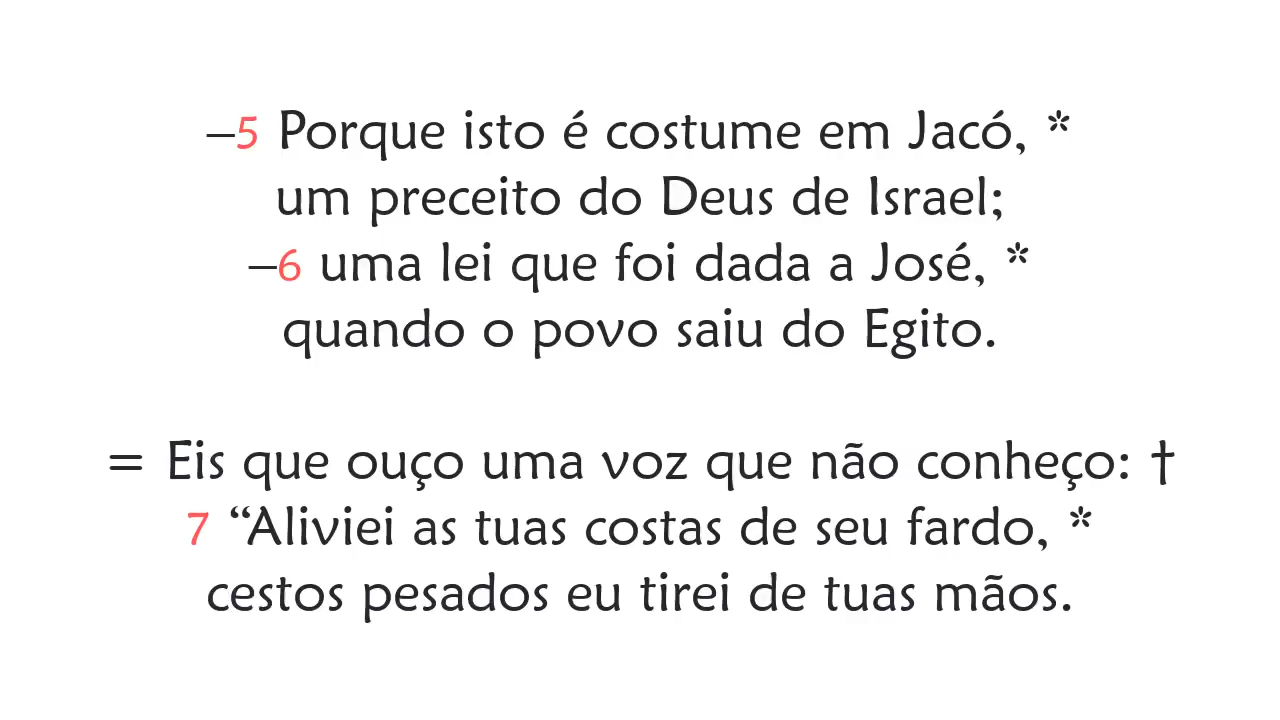 –5 Porque isto é costume em Jacó, *
um preceito do Deus de Israel;
–6 uma lei que foi dada a José, *
quando o povo saiu do Egito.
= Eis que ouço uma voz que não conheço: †
7 “Aliviei as tuas costas de seu fardo, *
cestos pesados eu tirei de tuas mãos.